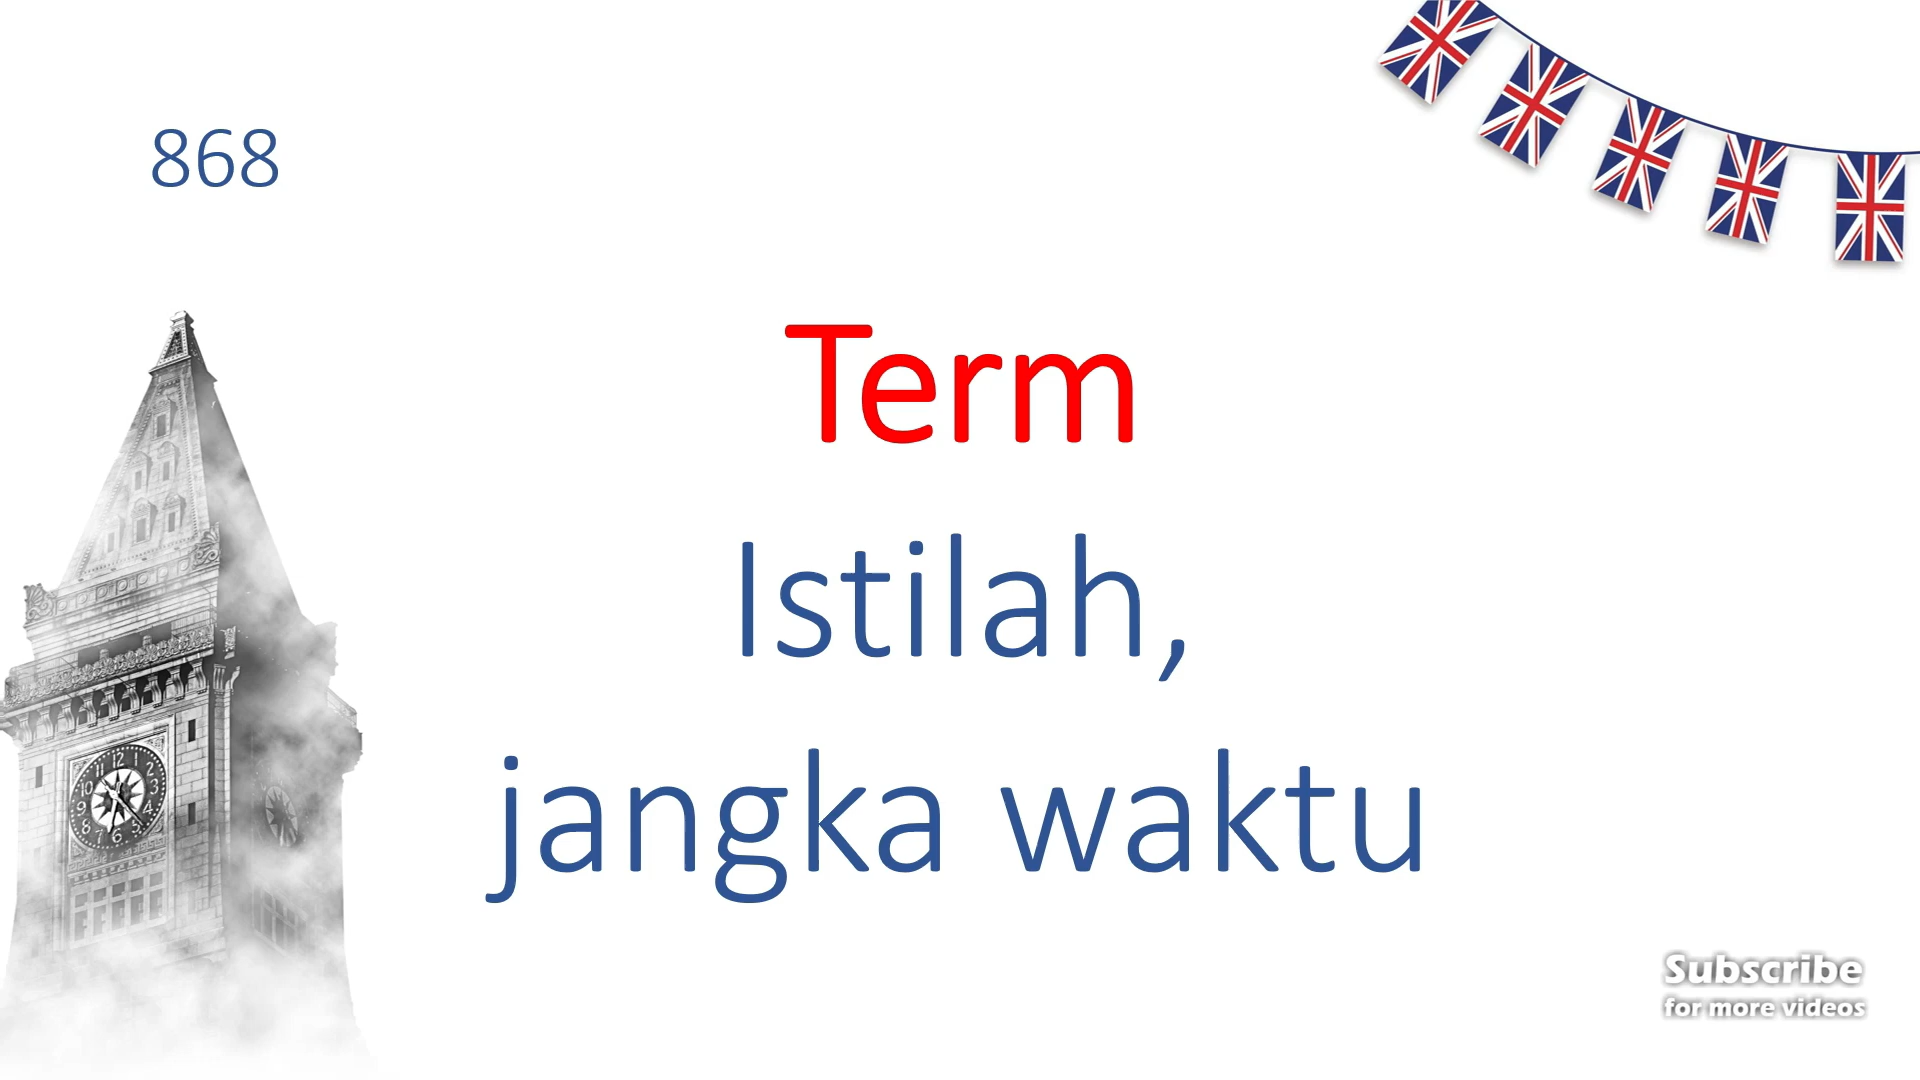 868
Term
Istilah,
jangka waktu
Subscribe
for more videos